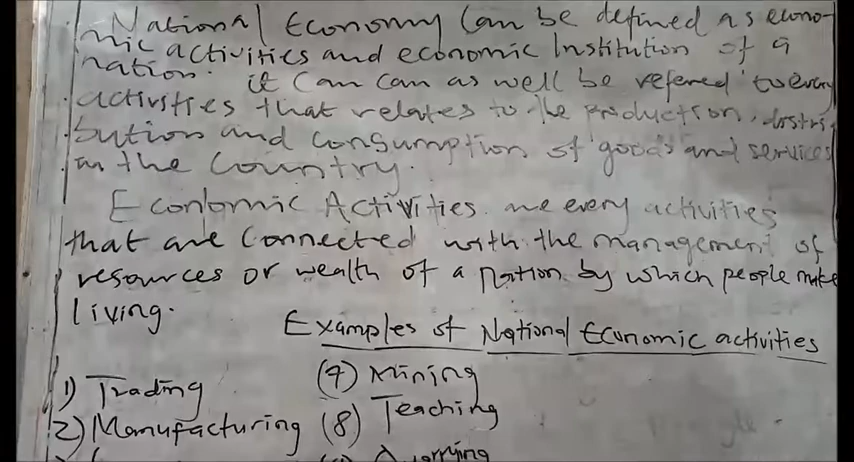 National Economy Can be defined as econo-
mic activities and economic Institution of a
nation. it Can can as well be refered to every
activities that relates to the production, distri
bution and consumption of goods and services
in the Country.
Economic Activities are every activities
that are Connected with the management of
resources or wealth of a nation by which people make
living.
Examples of National Economic activities
1) Trading
2) Manufacturing
(7) Mining
(8) Teaching
Quarrying